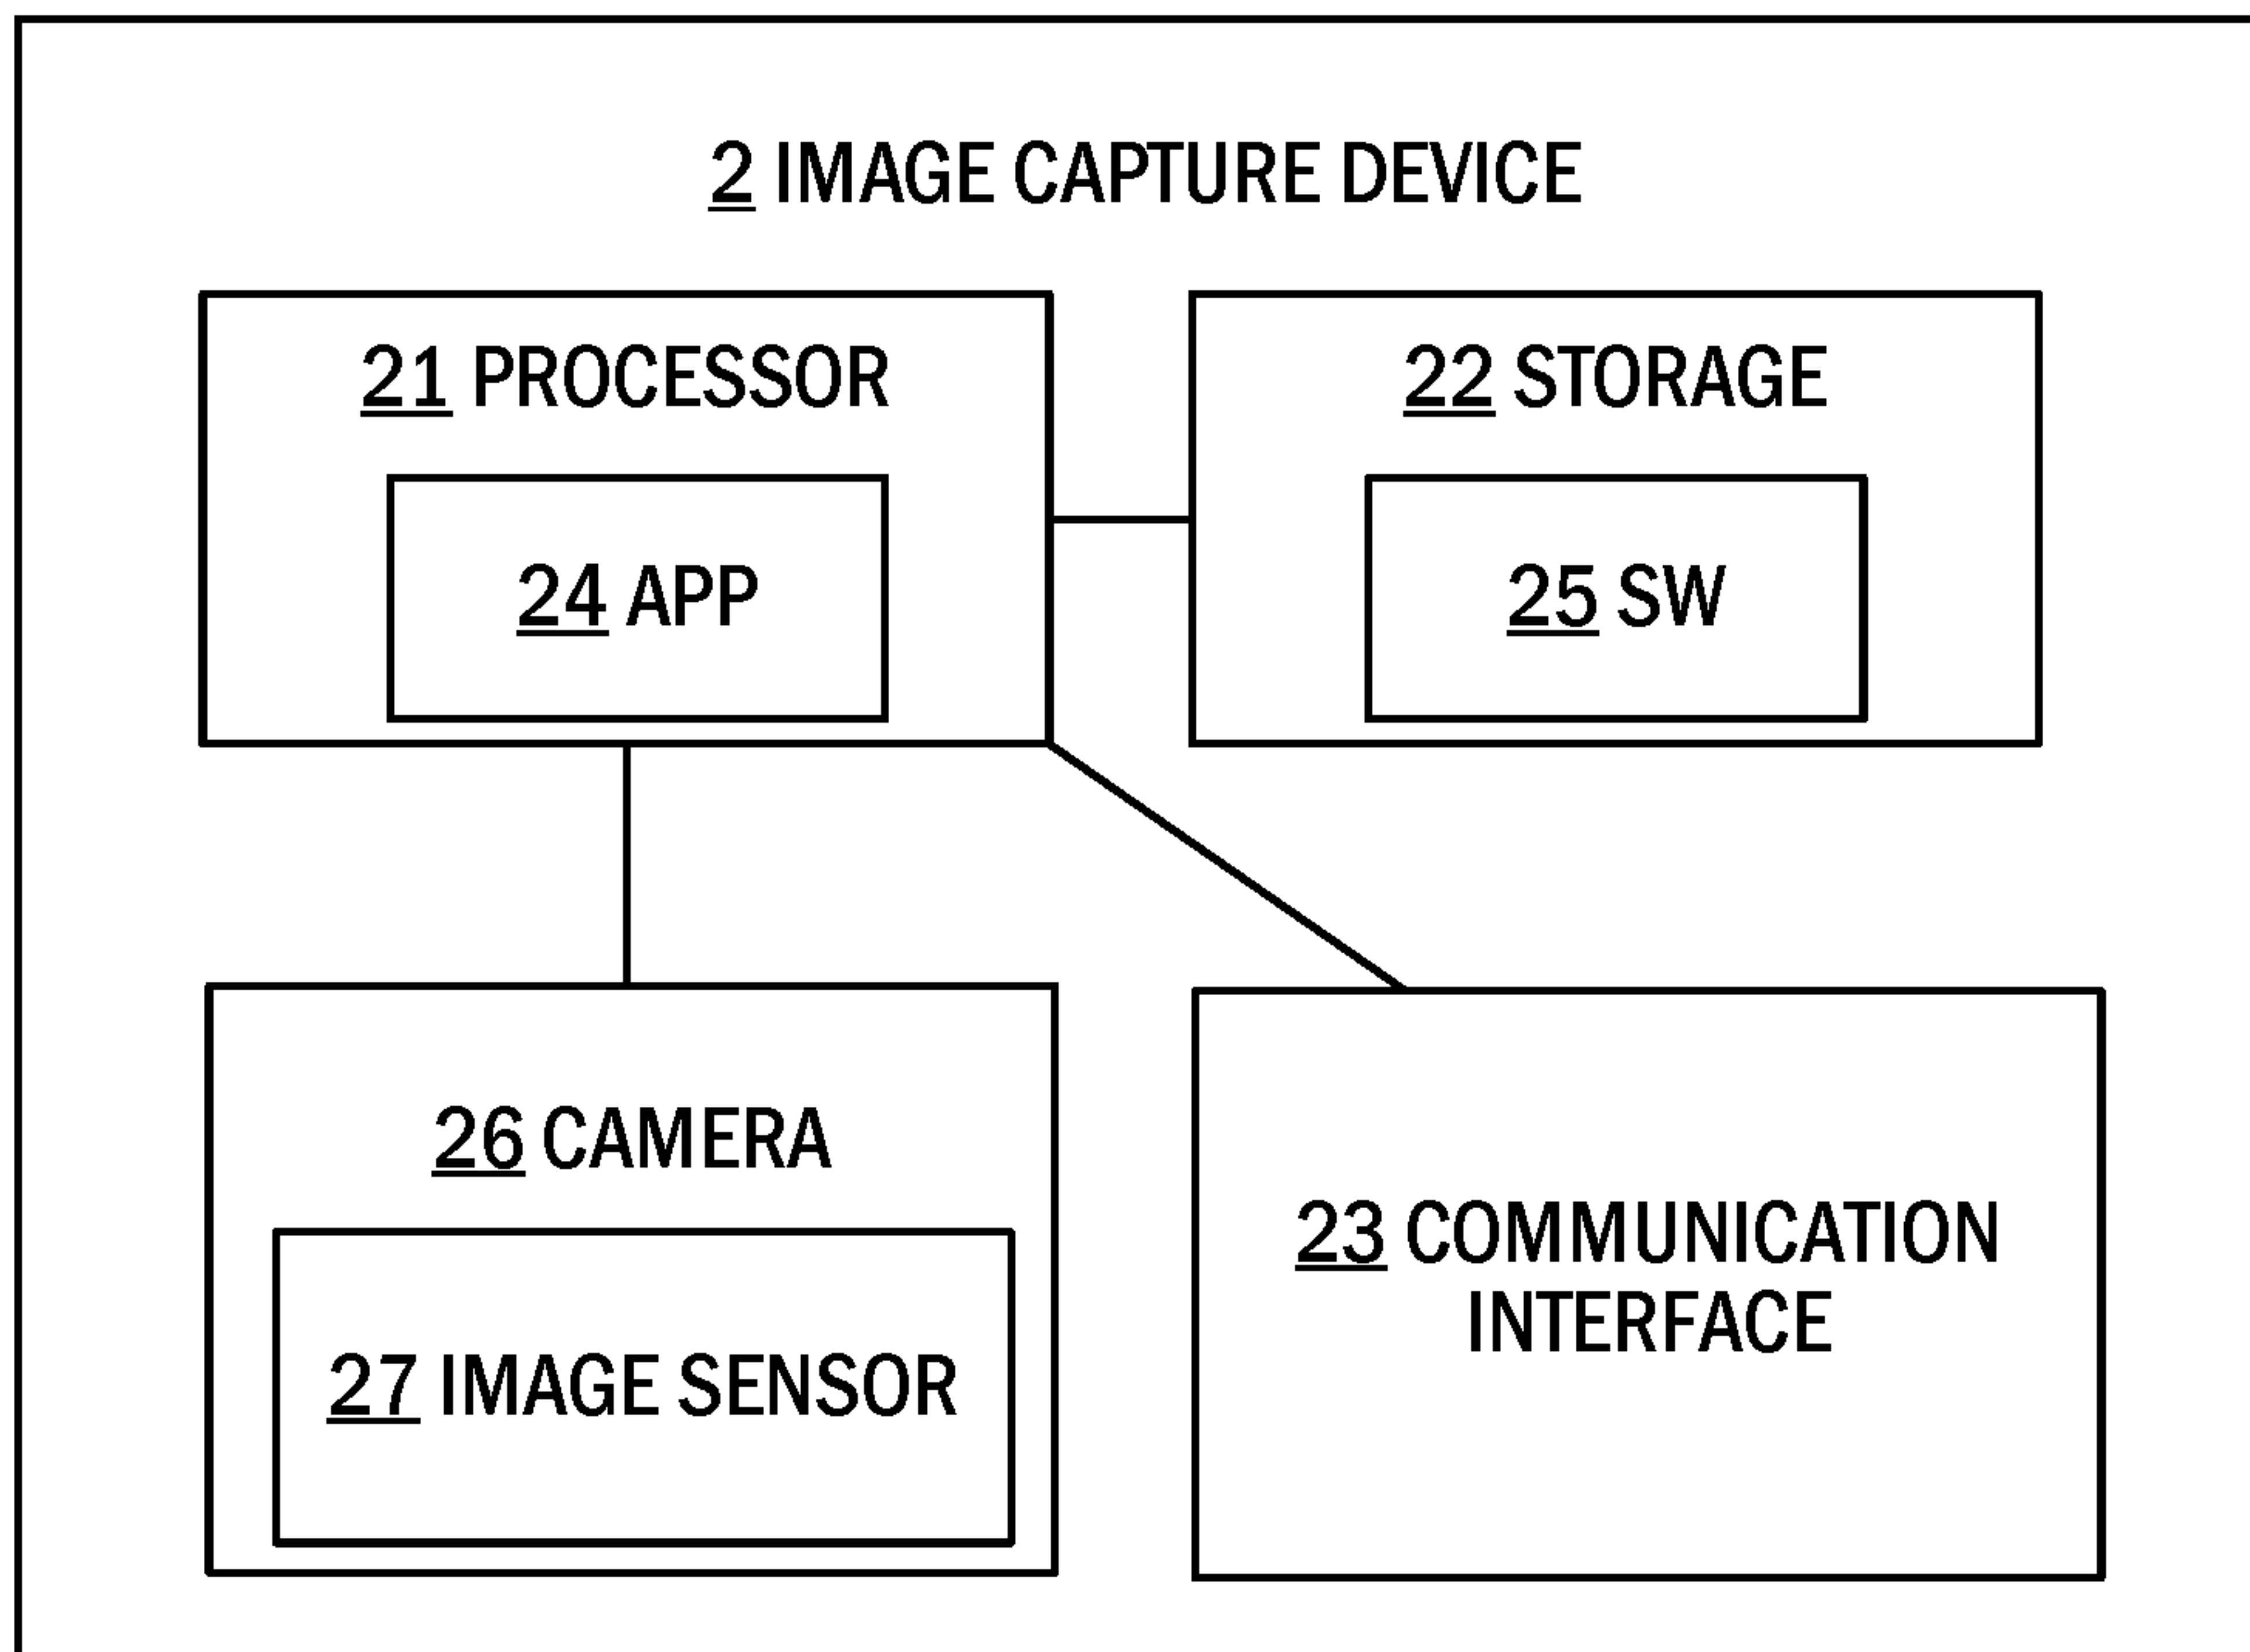 2 IMAGE CAPTURE DEVICE
21 PROCESSOR
24 APP
22 STORAGE
25 SW
26 CAMERA
27 IMAGE SENSOR
23 COMMUNICATION
INTERFACE